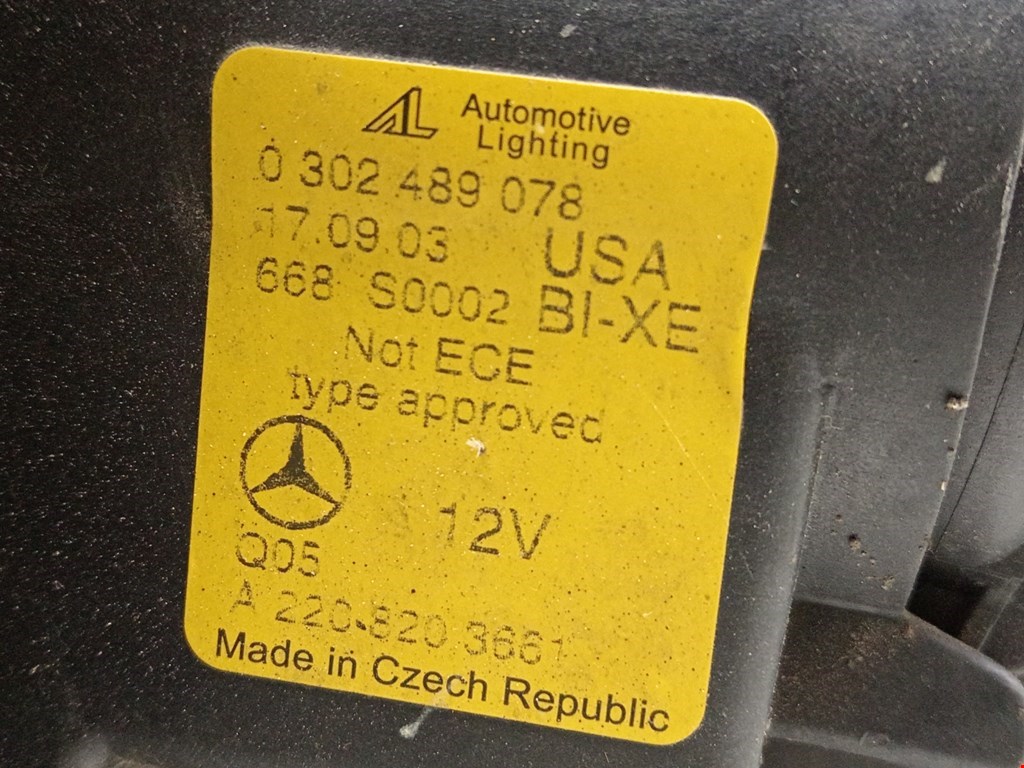 AL Automotive
Lighting
0 302 489 078
17.09.03 USA
668 S0002 BI-XE
Not ECE
type approved
12V
Q05
A 220 820 3661
Made in Czech Republic